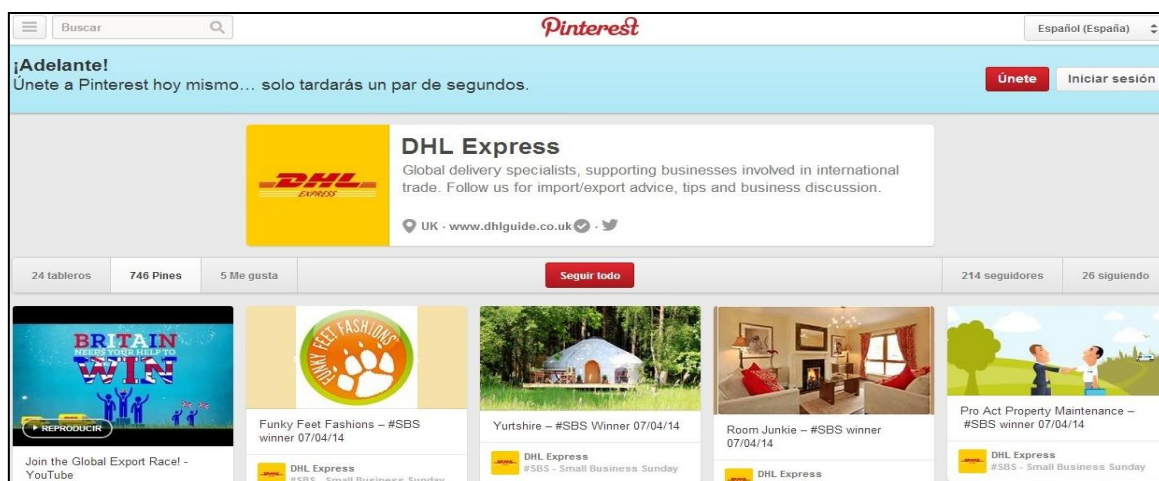 Buscar
Pinterest
Español (España)
¡Adelante!
Únete a Pinterest hoy mismo... solo tardarás un par de segundos.
Únete
Iniciar sesión
DHL
EXPRESS
DHL Express
Global delivery specialists, supporting businesses involved in international
trade. Follow us for import/export advice, tips and business discussion.
UK - www.dhlguide.co.uk -
24 tableros
746 Pines
5 Me gusta
Seguir todo
214 seguidores
26 siguiendo
BRITAIN
NEEDS YOUR HELP TO
WIN
REPRODUCIR
Join the Global Export Race! -
YouTube
FUNKY FEET FASHIONS
Funky Feet Fashions – #SBS
winner 07/04/14
DHL Express
#SBS - Small Business Sunday
Yurtshire – #SBS Winner 07/04/14
DHL Express
#SBS - Small Business Sunday
Room Junkie – #SBS winner
07/04/14
DHL Express
Pro Act Property Maintenance –
#SBS winner 07/04/14
DHL Express
#SBS - Small Business Sunday